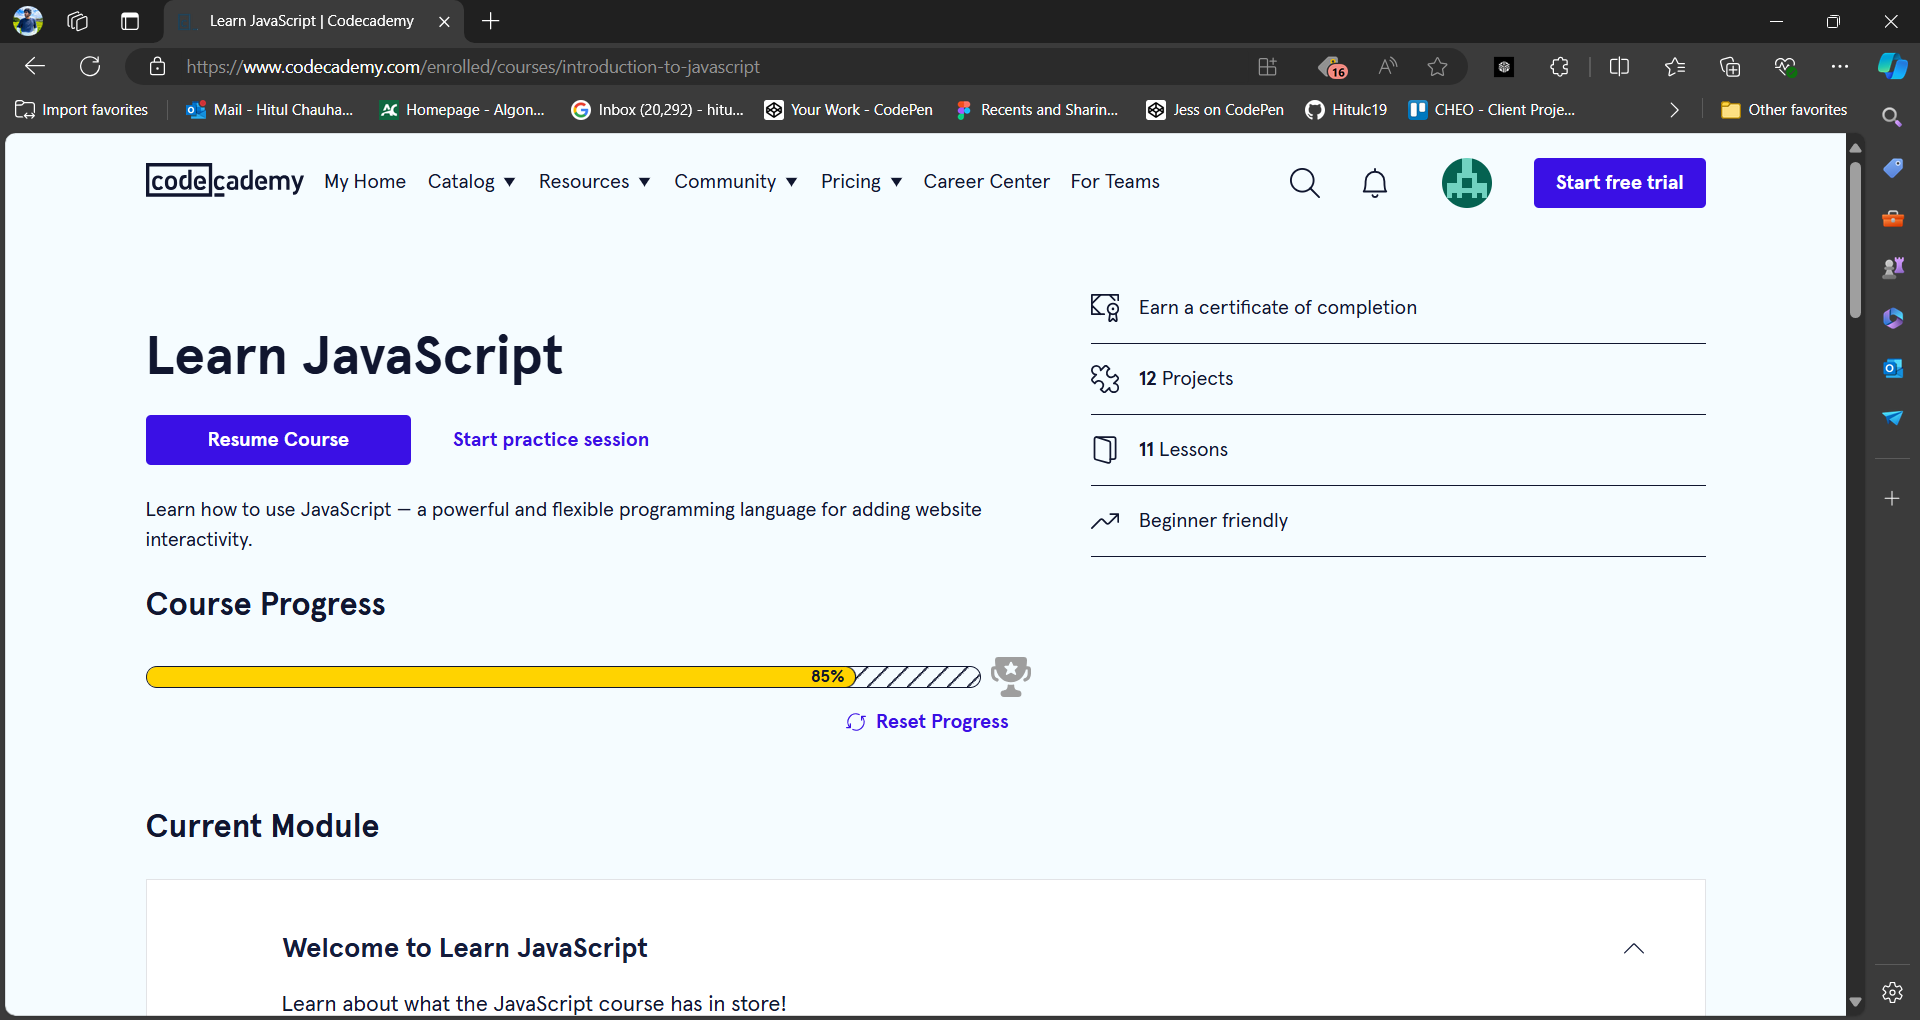 Learn JavaScript | Codecademy
https://www.codecademy.com/enrolled/courses/introduction-to-javascript
16
Import favorites
Mail - Hitul Chauha...
Homepage - Algon...
Inbox (20,292) - hitu...
Your Work - CodePen
Recents and Sharin...
Jess on CodePen
Hitulc19
CHEO - Client Proje...
Other favorites
codecademy
My Home
Catalog
Resources
Community
Pricing
Career Center
For Teams
Start free trial
Learn JavaScript
Resume Course
Start practice session
Learn how to use JavaScript — a powerful and flexible programming language for adding website
interactivity.
Earn a certificate of completion
12 Projects
11 Lessons
Beginner friendly
Course Progress
85%
Reset Progress
Current Module
Welcome to Learn JavaScript
Learn about what the JavaScript course has in store!